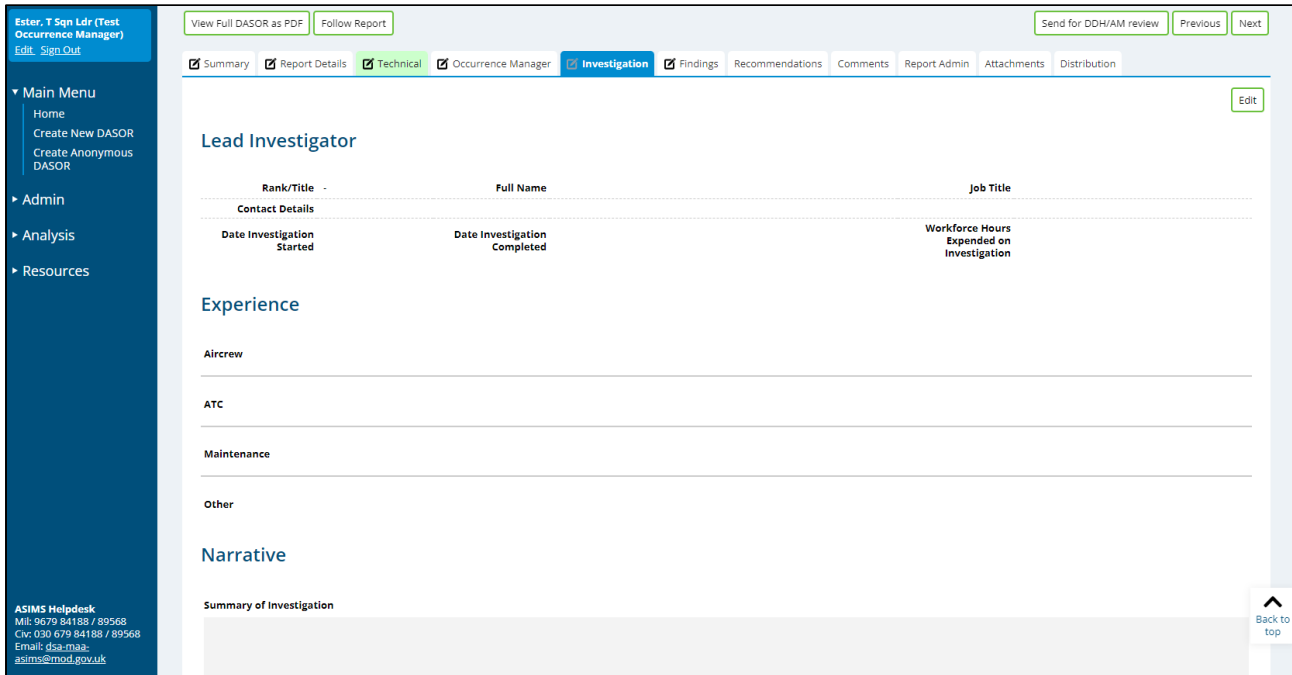 Ester, T Sqn Ldr (Test
Occurrence Manager)
Edit Sign Out
Main Menu
Home
Create New DASOR
Create Anonymous
DASOR
Admin
Analysis
Resources
ASIMS Helpdesk
Mil: 9679 84188 / 89568
Civ: 030 679 84188 / 89568
Email: dsa-maa-
asims@mod.gov.uk
View Full DASOR as PDF Follow Report Send for DDH/AM review Previous Next
Summary Report Details Technical Occurrence Manager Investigation Findings Recommendations Comments Report Admin Attachments Distribution
Edit
Lead Investigator
Rank/Title - Full Name Job Title
Contact Details
Date Investigation
Started
Date Investigation
Completed
Workforce Hours
Expended on
Investigation
Experience
Aircrew
ATC
Maintenance
Other
Narrative
Summary of Investigation
Back to
top